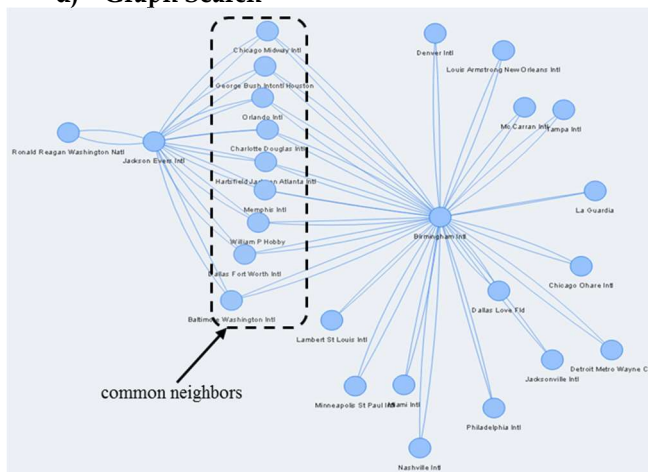 a) Graph Search
Chicago Midway Intl
Denver Intl
Louis Armstrong New Orleans Intl
George Bush Intcntl Houston
Orlando Intl
Mc Carran Intl
Tampa Intl
Charlotte Douglas Intl
Ronald Reagan Washington Natl
Jackson Evers Intl
Hartsfield Jackson Atlanta Intl
Memphis Intl
La Guardia
William P Hobby
Birmingham Intl
Dallas Fort Worth Intl
Chicago Ohare Intl
Baltimore Washington Intl
Dallas Love Fld
Lambert St Louis Intl
Detroit Metro Wayne C
Jacksonville Intl
common neighbors
Minneapolis St Paul Intl
Miami Intl
Philadelphia Intl
Nashville Intl